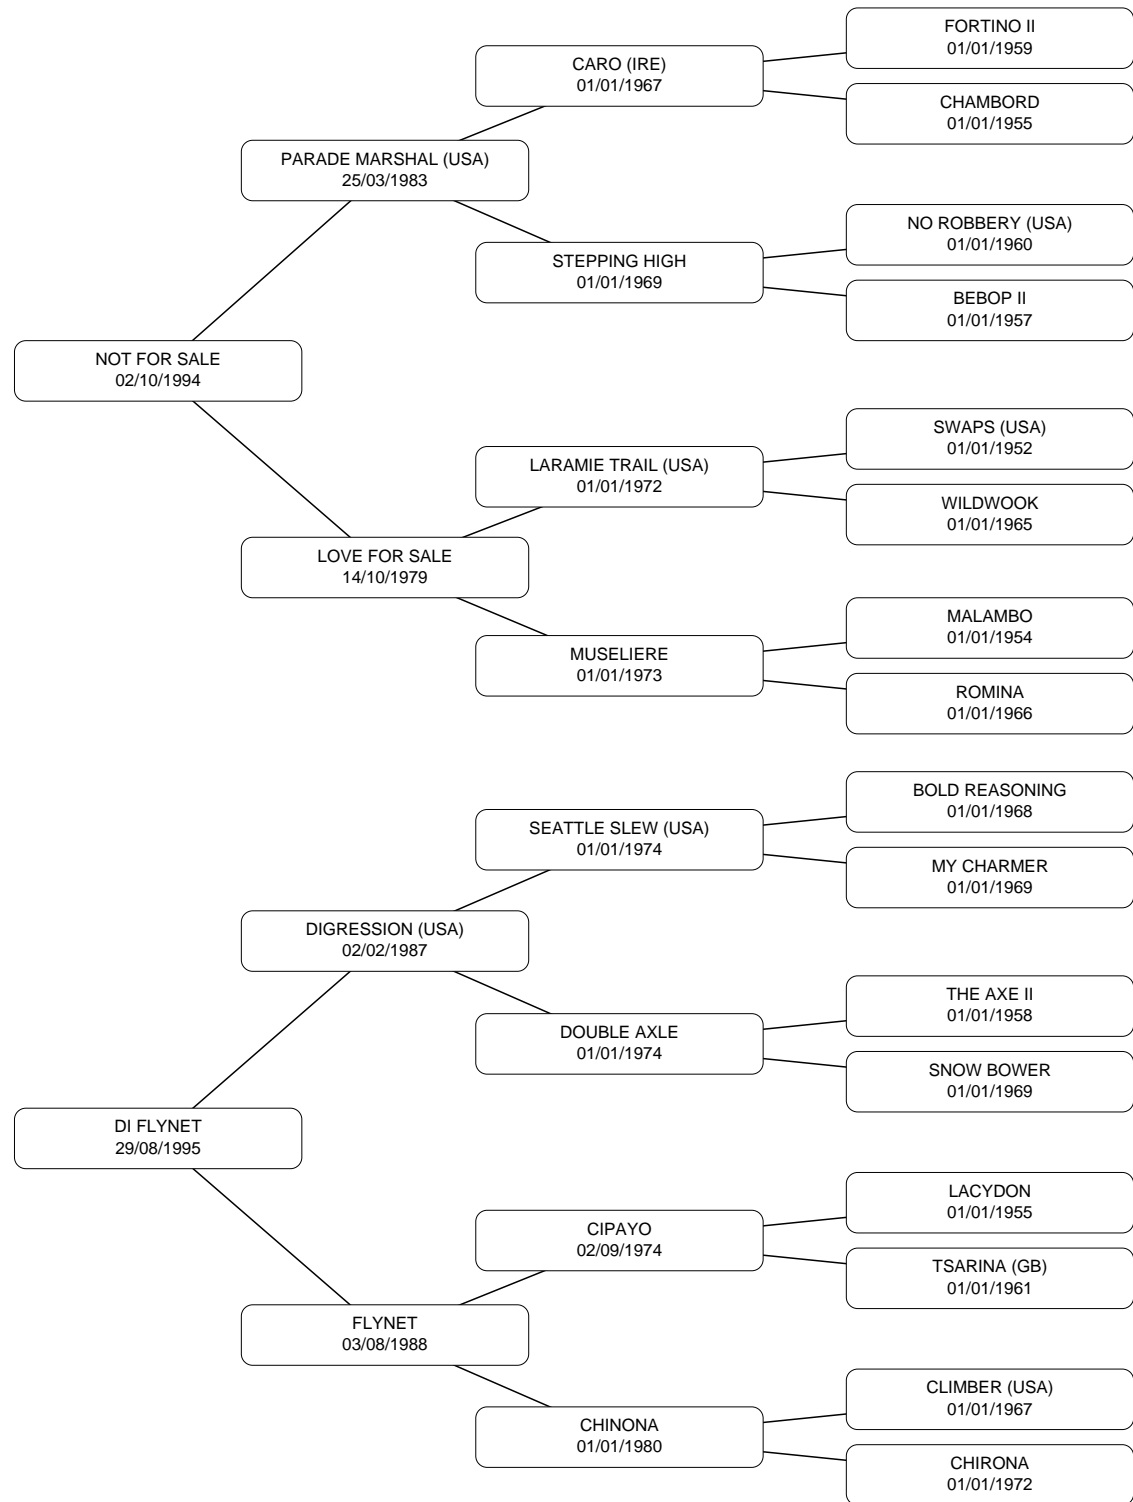 FORTINO II
01/01/1959
CARO (IRE)
01/01/1967
CHAMBORD
01/01/1955
PARADE MARSHAL (USA)
25/03/1983
NO ROBBERY (USA)
01/01/1960
STEPPING HIGH
01/01/1969
BEBOP II
01/01/1957
NOT FOR SALE
02/10/1994
SWAPS (USA)
01/01/1952
LARAMIE TRAIL (USA)
01/01/1972
WILDWOOK
01/01/1965
LOVE FOR SALE
14/10/1979
MALAMBO
01/01/1954
MUSELIERE
01/01/1973
ROMINA
01/01/1966
BOLD REASONING
01/01/1968
SEATTLE SLEW (USA)
01/01/1974
MY CHARMER
01/01/1969
DIGRESSION (USA)
02/02/1987
THE AXE II
01/01/1958
DOUBLE AXLE
01/01/1974
SNOW BOWER
01/01/1969
DI FLYNET
29/08/1995
LACYDON
01/01/1955
CIPAYO
02/09/1974
TSARINA (GB)
01/01/1961
FLYNET
03/08/1988
CLIMBER (USA)
01/01/1967
CHINONA
01/01/1980
CHIRONA
01/01/1972